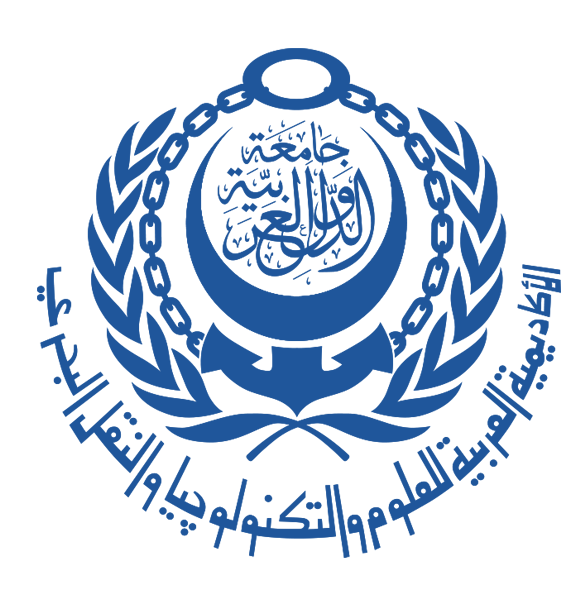 جامعة الدول العربية
الأكاديمية العربية للعلوم والتكنولوجيا والنقل البحري